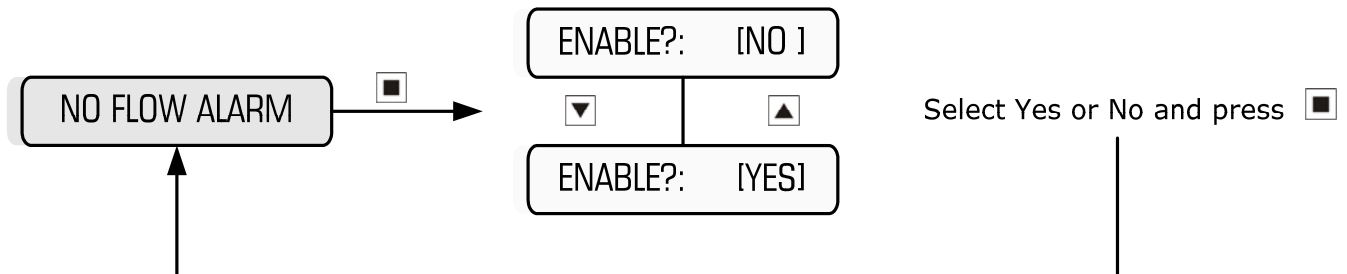 NO FLOW ALARM
ENABLE?: [NO ]
ENABLE?: [YES]
Select Yes or No and press